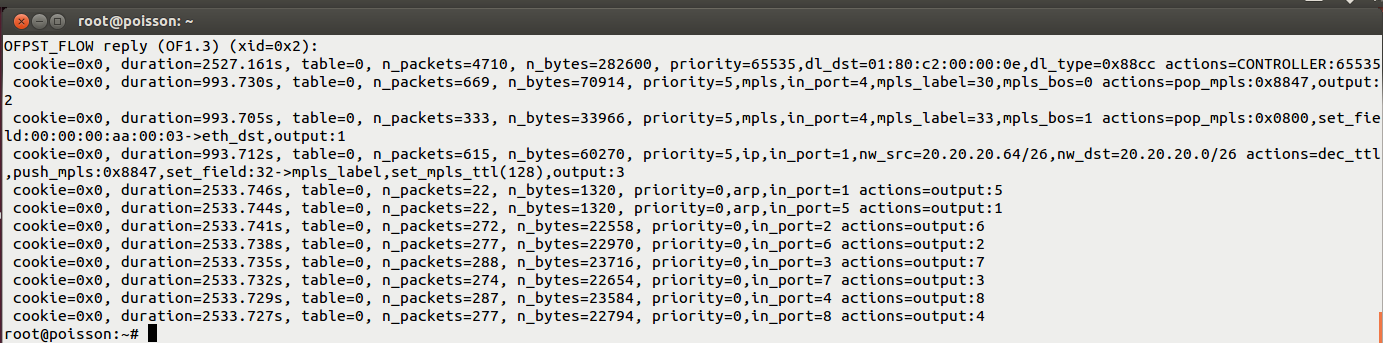 root@poisson: ~
OFPST_FLOW reply (OF1.3) (xid=0x2):
 cookie=0x0, duration=2527.161s, table=0, n_packets=4710, n_bytes=282600, priority=65535,dl_dst=01:80:c2:00:00:0e,dl_type=0x88cc actions=CONTROLLER:65535
 cookie=0x0, duration=993.730s, table=0, n_packets=669, n_bytes=70914, priority=5,mpls,in_port=4,mpls_label=30,mpls_bos=0 actions=pop_mpls:0x8847,output:
2
 cookie=0x0, duration=993.705s, table=0, n_packets=333, n_bytes=33966, priority=5,mpls,in_port=4,mpls_label=33,mpls_bos=1 actions=pop_mpls:0x0800,set_fie
ld:00:00:00:aa:00:03->eth_dst,output:1
 cookie=0x0, duration=993.712s, table=0, n_packets=615, n_bytes=60270, priority=5,ip,in_port=1,nw_src=20.20.20.64/26,nw_dst=20.20.20.0/26 actions=dec_ttl
,push_mpls:0x8847,set_field:32->mpls_label,set_mpls_ttl(128),output:3
 cookie=0x0, duration=2533.746s, table=0, n_packets=22, n_bytes=1320, priority=0,arp,in_port=1 actions=output:5
 cookie=0x0, duration=2533.744s, table=0, n_packets=22, n_bytes=1320, priority=0,arp,in_port=5 actions=output:1
 cookie=0x0, duration=2533.741s, table=0, n_packets=272, n_bytes=22558, priority=0,in_port=2 actions=output:6
 cookie=0x0, duration=2533.738s, table=0, n_packets=277, n_bytes=22970, priority=0,in_port=6 actions=output:2
 cookie=0x0, duration=2533.735s, table=0, n_packets=288, n_bytes=23716, priority=0,in_port=3 actions=output:7
 cookie=0x0, duration=2533.732s, table=0, n_packets=274, n_bytes=22654, priority=0,in_port=7 actions=output:3
 cookie=0x0, duration=2533.729s, table=0, n_packets=287, n_bytes=23584, priority=0,in_port=4 actions=output:8
 cookie=0x0, duration=2533.727s, table=0, n_packets=277, n_bytes=22794, priority=0,in_port=8 actions=output:4
root@poisson:~#